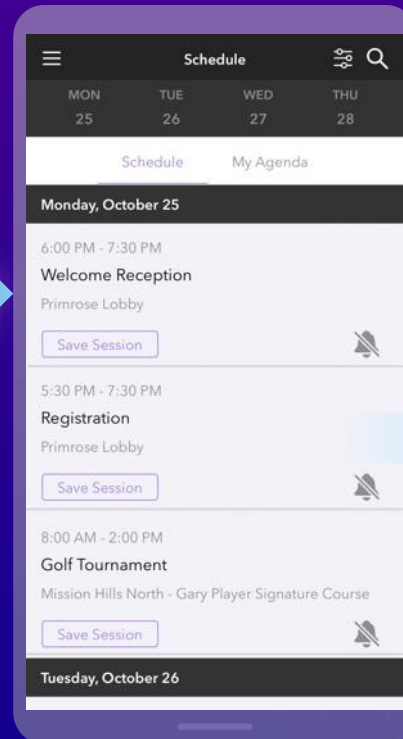 Schedule
MON TUE WED THU
25 26 27 28
Schedule My Agenda
Monday, October 25
6:00 PM - 7:30 PM
Welcome Reception
Primrose Lobby
Save Session
5:30 PM - 7:30 PM
Registration
Primrose Lobby
Save Session
8:00 AM - 2:00 PM
Golf Tournament
Mission Hills North - Gary Player Signature Course
Save Session
Tuesday, October 26